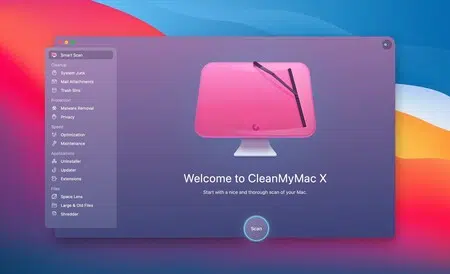 Smart Scan
Cleanup
System Junk
Mail Attachments
Trash Bins
Protection
Malware Removal
Privacy
Speed
Optimization
Maintenance
Applications
Uninstaller
Updater
Extensions
Files
Space Lens
Large & Old Files
Shredder
Welcome to CleanMyMac X
Start with a nice and thorough scan of your Mac.
Scan